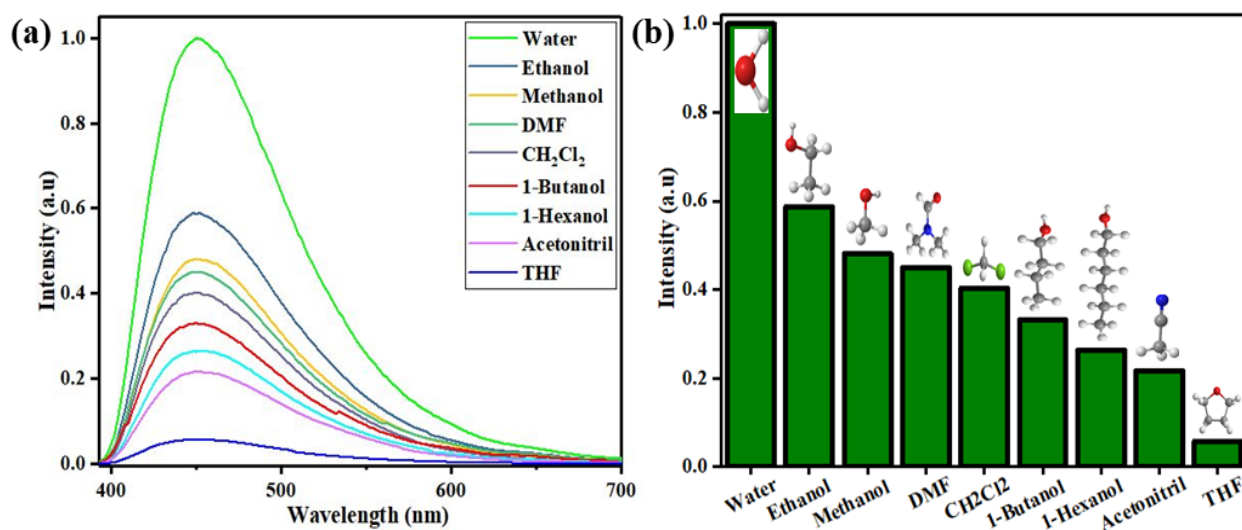 (a)
Intensity (a.u)
1.0
0.8
0.6
0.4
0.2
0.0
400
500
600
700
Wavelength (nm)
Water
Ethanol
Methanol
DMF
CH₂Cl₂
1-Butanol
1-Hexanol
Acetonitril
THF
(b)
Intensity (a.u)
1.0
0.8
0.6
0.4
0.2
0.0
Water
Ethanol
Methanol
DMF
CH2Cl2
1-Butanol
1-Hexanol
Acetonitril
THF